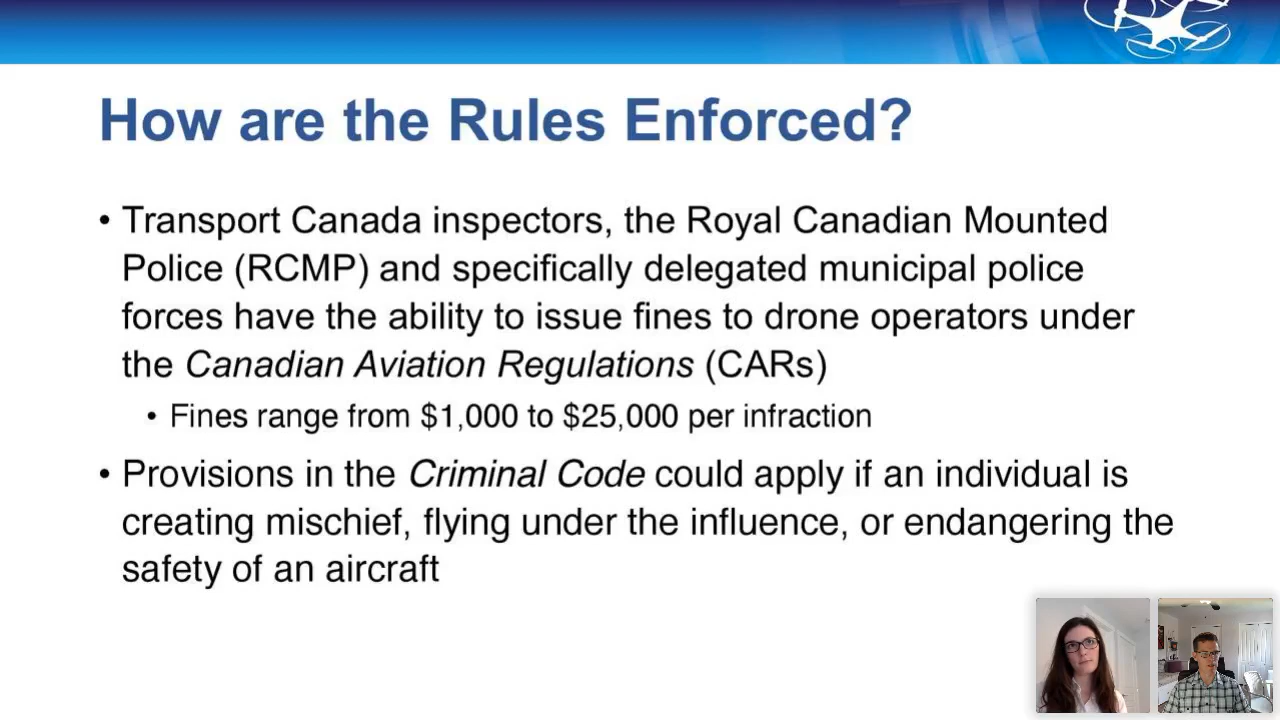 How are the Rules Enforced?
• Transport Canada inspectors, the Royal Canadian Mounted
Police (RCMP) and specifically delegated municipal police
forces have the ability to issue fines to drone operators under
the Canadian Aviation Regulations (CARs)
• Fines range from $1,000 to $25,000 per infraction
• Provisions in the Criminal Code could apply if an individual is
creating mischief, flying under the influence, or endangering the
safety of an aircraft